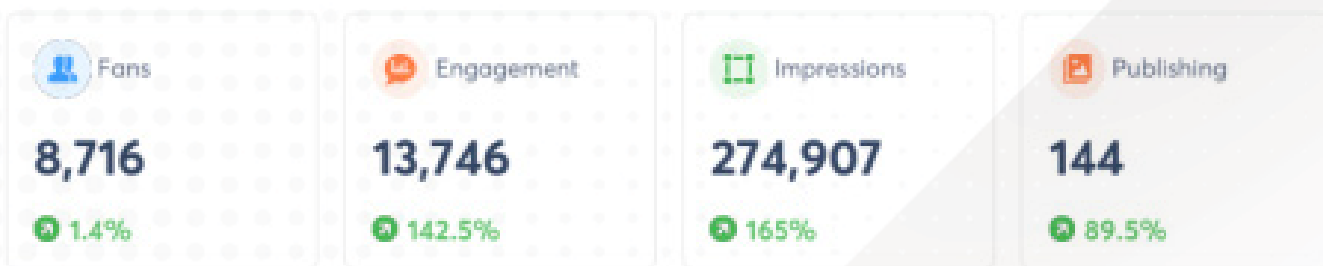 Fans
8,716
1.4%
Engagement
13,746
142.5%
Impressions
274,907
165%
Publishing
144
89.5%